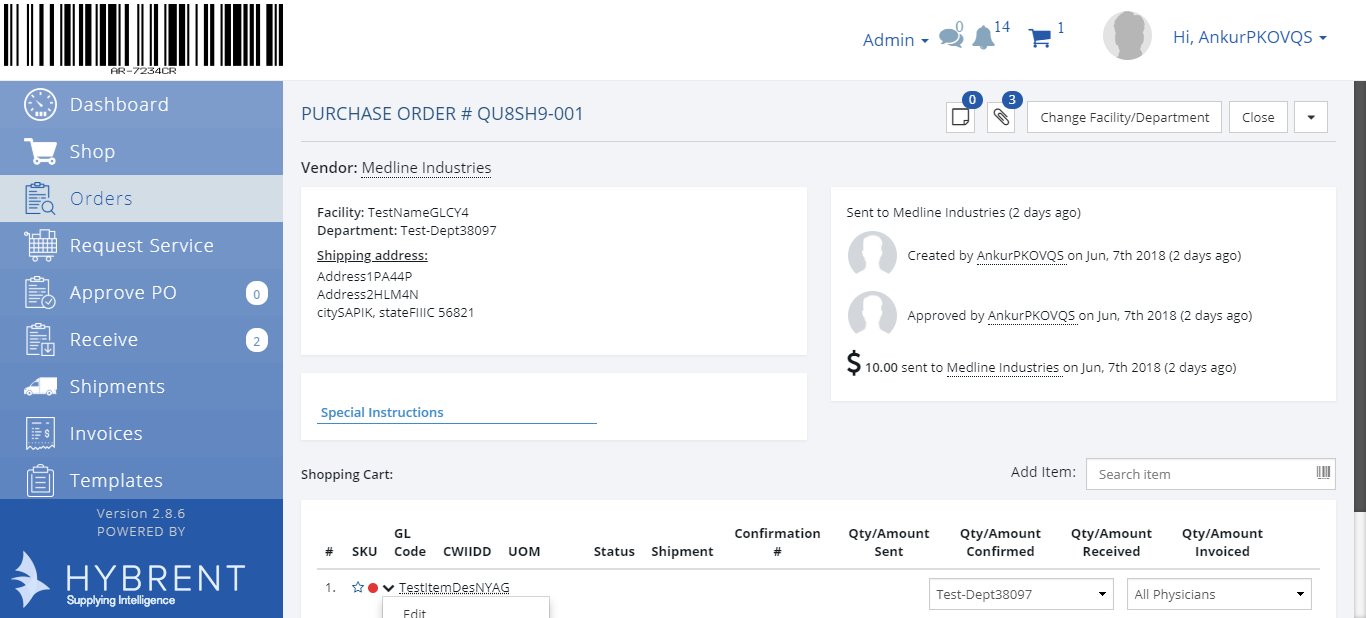 AR-7234CR
Admin
0
14
1
Hi, AnkurPKOVQS
Dashboard
Shop
Orders
Request Service
Approve PO 0
Receive 2
Shipments
Invoices
Templates
Version 2.8.6
POWERED BY
HYBRENT
Supplying Intelligence
PURCHASE ORDER # QU8SH9-001
0
3
Change Facility/Department
Close
Vendor: Medline Industries
Facility: TestNameGLCY4
Department: Test-Dept38097
Shipping address:
Address1PA44P
Address2HLM4N
citySAPIK, stateFIIIC 56821
Special Instructions
Sent to Medline Industries (2 days ago)
Created by AnkurPKOVQS on Jun, 7th 2018 (2 days ago)
Approved by AnkurPKOVQS on Jun, 7th 2018 (2 days ago)
$ 10.00 sent to Medline Industries on Jun, 7th 2018 (2 days ago)
Shopping Cart:
Add Item: Search item
# SKU GL Code CWIIDD UOM Status Shipment Confirmation # Qty/Amount Sent Qty/Amount Confirmed Qty/Amount Received Qty/Amount Invoiced
1. TestItemDesNYAG Test-Dept38097 All Physicians
Edit